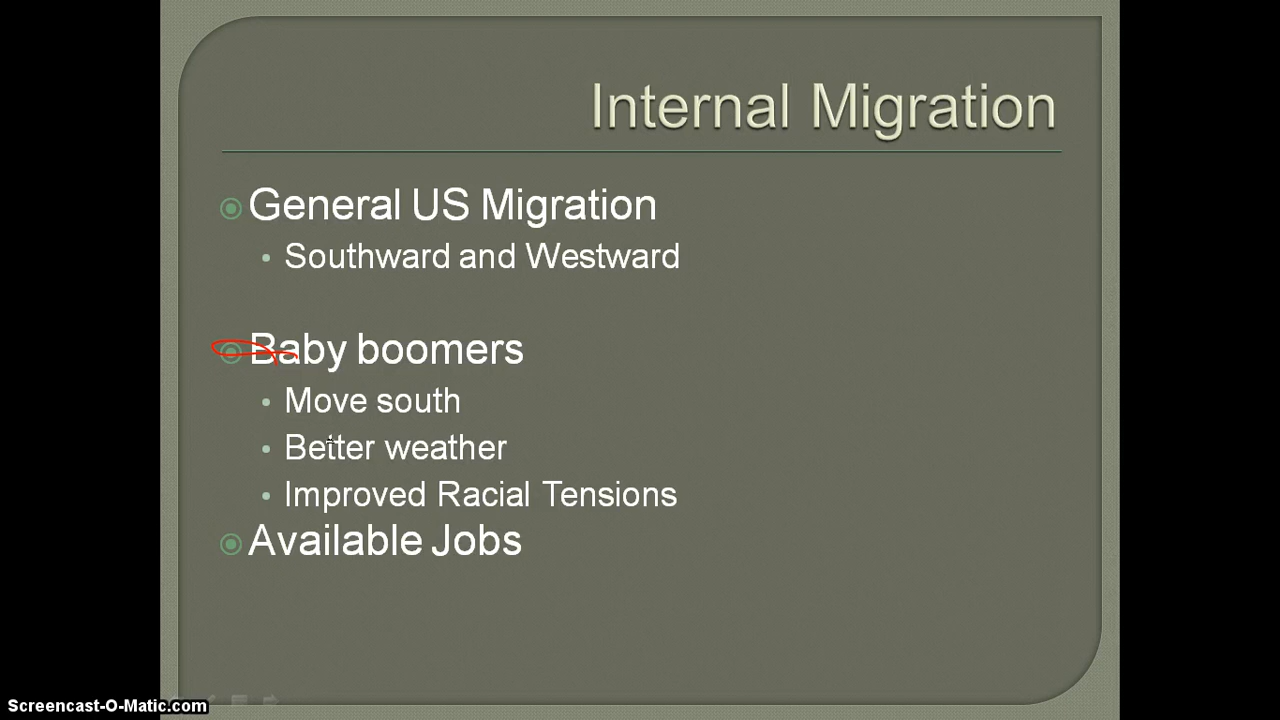 Internal Migration
General US Migration
Southward and Westward
Baby boomers
Move south
Better weather
Improved Racial Tensions
Available Jobs
Screencast-O-Matic.com